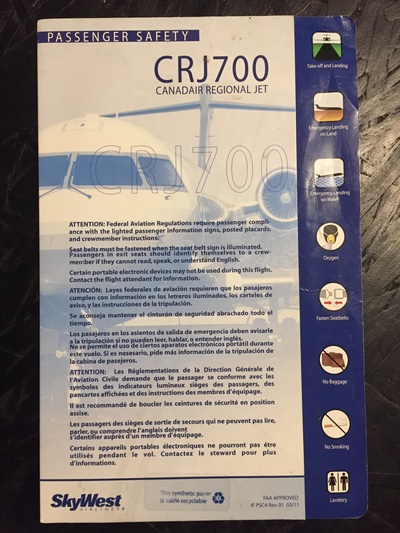 PASSENGER SAFETY
CRJ700
CANADAIR REGIONAL JET
CRJ700
ATTENTION: Federal Aviation Regulations require passenger compli-
ance with the lighted passenger information signs, posted placards,
and crewmember instructions.
Seat belts must be fastened when the seat belt sign is illuminated.
Passengers in exit seats should identify themselves to a crew-
member if they cannot read, speak, or understand English.
Certain portable electronic devices may not be used during this flight.
Contact the flight attendant for information.
ATENCIÓN: Leyes federales de aviación requieren que los pasajeros
cumplen con información en los letreros iluminados, los carteles de
aviso, y las instrucciones de la tripulación.
Se aconseja mantener el cinturón de seguridad abrachado todo el
tiempo.
Los pasajeros en los asientos de salida de emergencia deben avisarle
a la tripulación si no pueden leer, hablar, o entender inglés.
No se permite el uso de ciertos aparatos electrónicos portátil durante
este vuelo. Si es nesesario, pide más información de la tripulación de
la cabina de pasejeros.
ATTENTION: Les Réglementations de la Direction Générale de
l'Aviation Civile demande que le passager se conforme avec les
symboles des indicateurs luminous sièges des passagers, des
pancartes affichées et des instructions des membres d'équipage.
Il est recommandé de boucler les ceintures de sécurité en position
assise.
Les passagers des sièges de sortie de secours qui ne peuvent pas lire,
parler, ou comprendre l'anglais doivent
s'identifier auprès d'un membre d'équipage.
Certains appareils portables électroniques ne pourront pas être
utilisés pendant le vol. Contactez le steward pour plus
d'informations.
SkyWest
AIRLINES
This synthetic paper
is 100% recyclable
FAA APPROVED
IF PSC4 Rev. 01 03/11
Take-off and Landing
Emergency Landing
on Land
Emergency Landing
on Water
Oxygen
Fasten Seatbelts
No Baggage
No Smoking
Lavatory